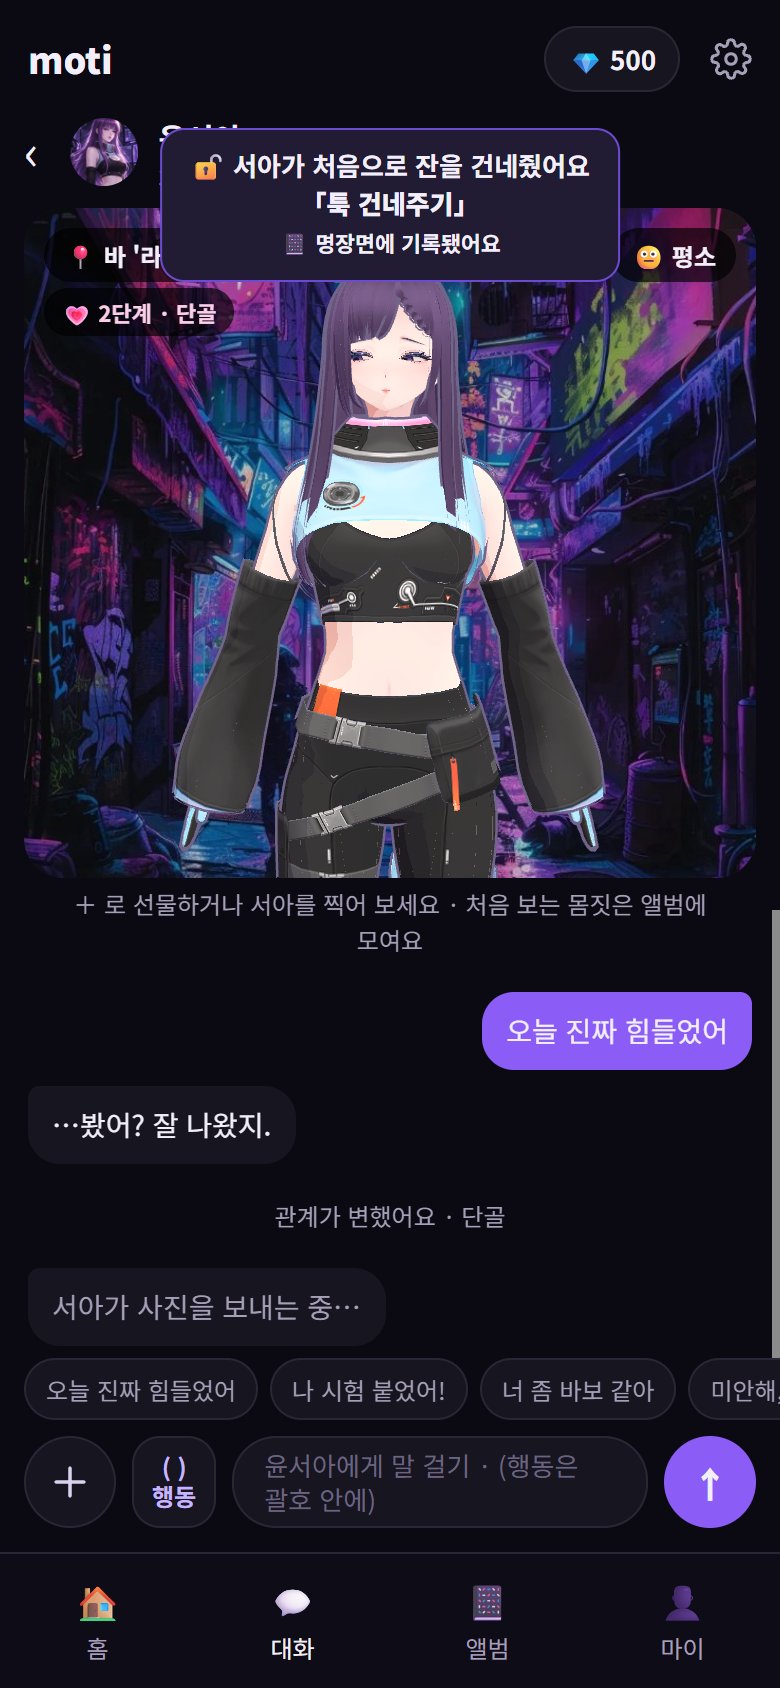 moti
500
서아가 처음으로 잔을 건네줬어요
「툭 건네주기」
명장면에 기록됐어요
바 '라
평소
2단계 · 단골
+ 로 선물하거나 서아를 찍어 보세요 · 처음 보는 몸짓은 앨범에
모여요
오늘 진짜 힘들었어
…봤어? 잘 나왔지.
관계가 변했어요 · 단골
서아가 사진을 보내는 중…
오늘 진짜 힘들었어
나 시험 붙었어!
너 좀 바보 같아
미안해,
( )
행동
윤서아에게 말 걸기 · (행동은
괄호 안에)
홈
대화
앨범
마이